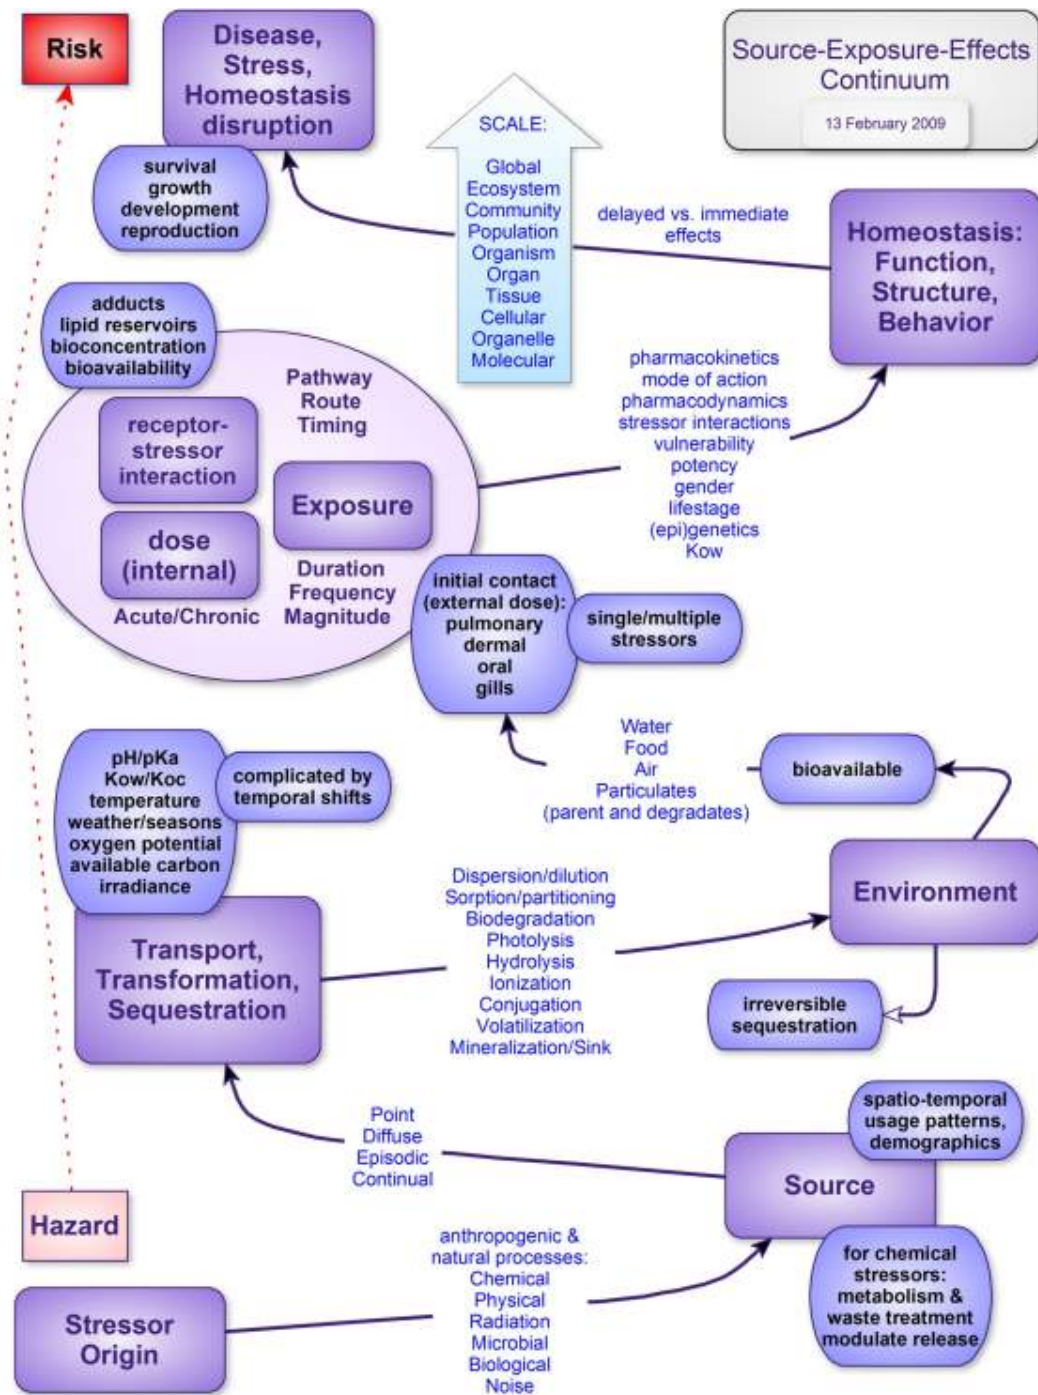 Risk
Disease,
Stress,
Homeostasis
disruption
survival
growth
development
reproduction
SCALE:
Global
Ecosystem
Community
Population
Organism
Organ
Tissue
Cellular
Organelle
Molecular
Source-Exposure-Effects
Continuum
13 February 2009
delayed vs. immediate
effects
Homeostasis:
Function,
Structure,
Behavior
adducts
lipid reservoirs
bioconcentration
bioavailability
Pathway
Route
Timing
receptor-
stressor
interaction
Exposure
dose
(internal)
Acute/Chronic
Duration
Frequency
Magnitude
pharmacokinetics
mode of action
pharmacodynamics
stressor interactions
vulnerability
potency
gender
lifestage
(epi)genetics
Kow
initial contact
(external dose):
pulmonary
dermal
oral
gills
single/multiple
stressors
Water
Food
Air
Particulates
(parent and degradates)
bioavailable
pH/pKa
Kow/Koc
temperature
weather/seasons
oxygen potential
available carbon
irradiance
complicated by
temporal shifts
Transport,
Transformation,
Sequestration
Dispersion/dilution
Sorption/partitioning
Biodegradation
Photolysis
Hydrolysis
Ionization
Conjugation
Volatilization
Mineralization/Sink
Environment
irreversible
sequestration
Point
Diffuse
Episodic
Continual
spatio-temporal
usage patterns,
demographics
Source
for chemical
stressors:
metabolism &
waste treatment
modulate release
Hazard
Stressor
Origin
anthropogenic &
natural processes:
Chemical
Physical
Radiation
Microbial
Biological
Noise